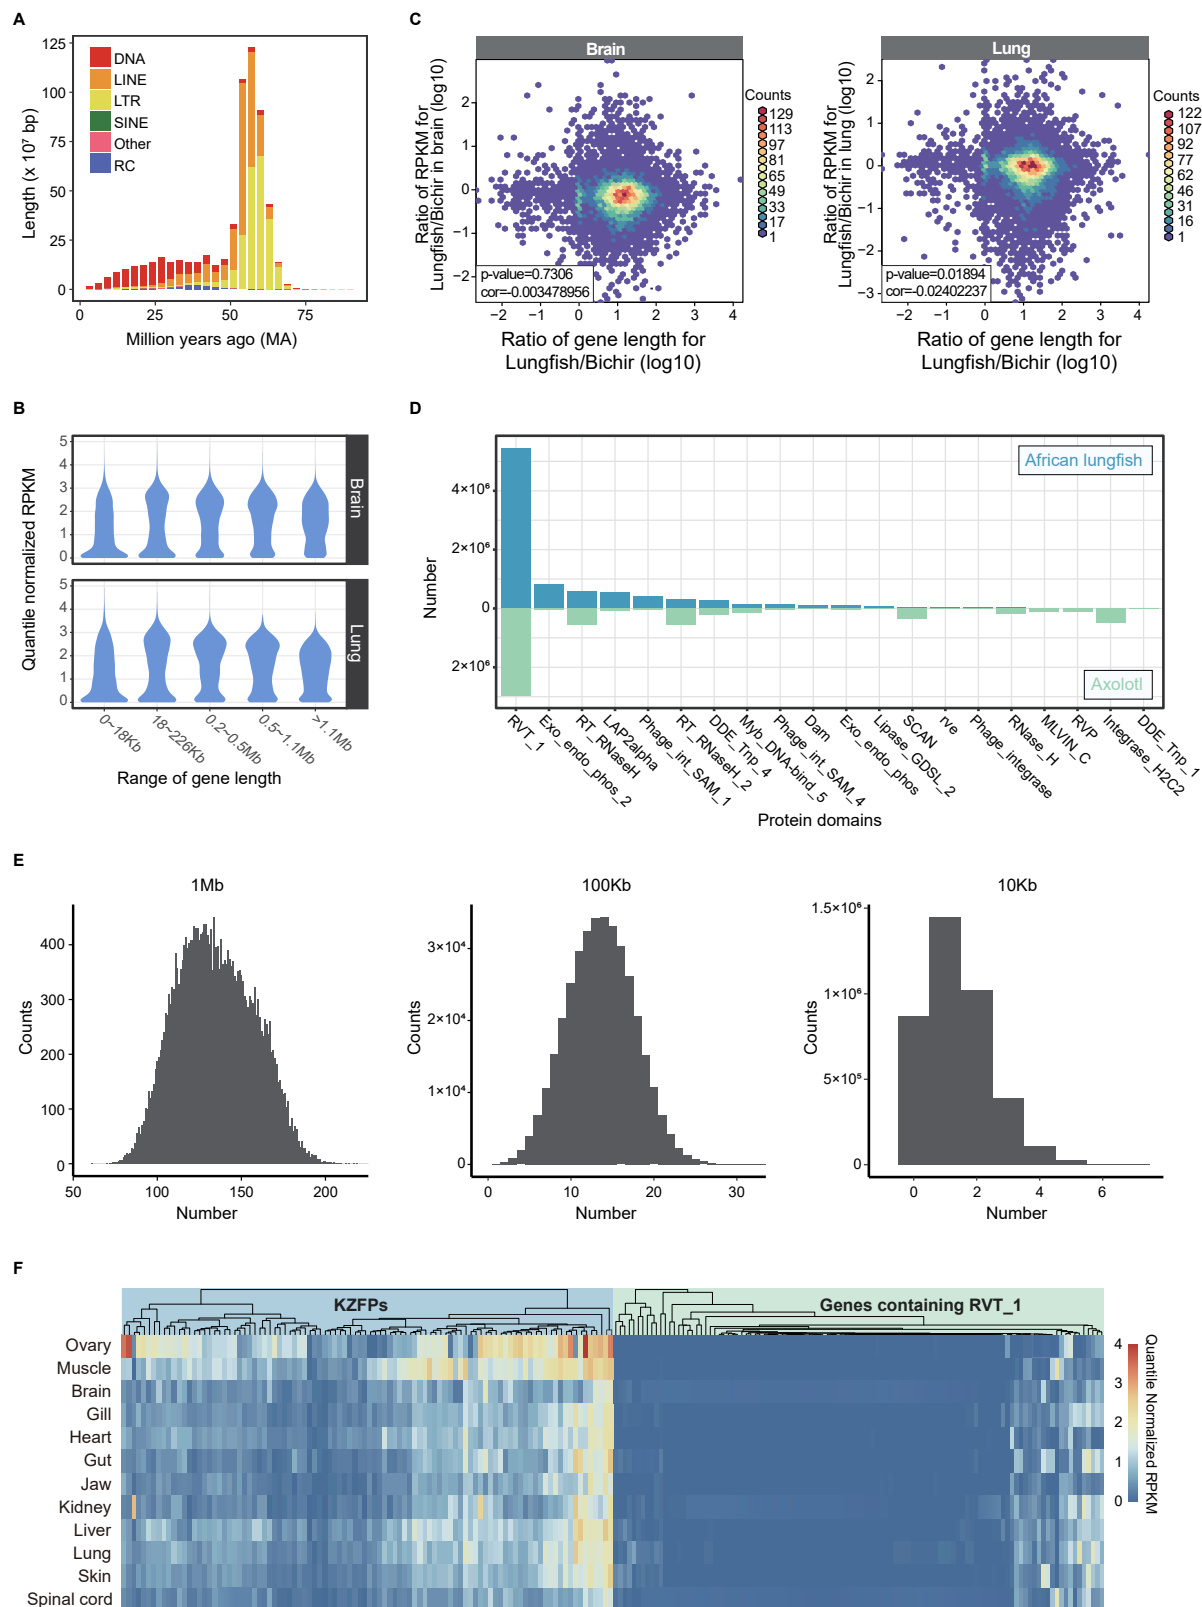 A
Length (x 10⁷ bp)
125
100
75
50
25
0
DNA
LINE
LTR
SINE
Other
RC
0
25
50
75
Million years ago (MA)
C
Brain
Ratio of RPKM for
Lungfish/Bichir in brain (log10)
2
1
0
−1
−2
p-value=0.7306
cor=-0.003478956
−2
−1
0
1
2
3
4
Ratio of gene length for
Lungfish/Bichir (log10)
Counts
129
113
97
81
65
49
33
17
1
Lung
Ratio of RPKM for
Lungfish/Bichir in lung (log10)
2
1
0
−1
−2
−3
p-value=0.01894
cor=-0.02402237
−2
−1
0
1
2
3
4
Ratio of gene length for
Lungfish/Bichir (log10)
Counts
122
107
92
77
62
46
31
16
1
B
Quantile normalized RPKM
5
4
3
2
1
0
Brain
5
4
3
2
1
0
Lung
0~18Kb
18~226Kb
0.2~0.5Mb
0.5~1.1Mb
>1.1Mb
Range of gene length
D
Number
4×10⁶
2×10⁶
0
2×10⁶
African lungfish
Axolotl
RVT_1
Exo_endo_phos_2
RT_RNaseH
LAP2alpha
Phage_int_SAM_1
RT_RNaseH_2
DDE_Tnp_4
Myb_DNA-bind_5
Phage_int_SAM_4
Dam
Exo_endo_phos
Lipase_GDSL_2
SCAN
rve
Phage_integrase
RNase_H
MLVIN_C
RVP
Integrase_H2C2
DDE_Tnp_1
Protein domains
E
1Mb
Counts
400
300
200
100
0
50
100
150
200
Number
100Kb
Counts
3×10⁴
2×10⁴
1×10⁴
0
0
10
20
30
Number
10Kb
Counts
1.5×10⁶
1×10⁶
5×10⁵
0
0
2
4
6
Number
F
KZFPs
Genes containing RVT_1
Ovary
Muscle
Brain
Gill
Heart
Gut
Jaw
Kidney
Liver
Lung
Skin
Spinal cord
4
3
2
1
0
Quantile Normalized RPKM